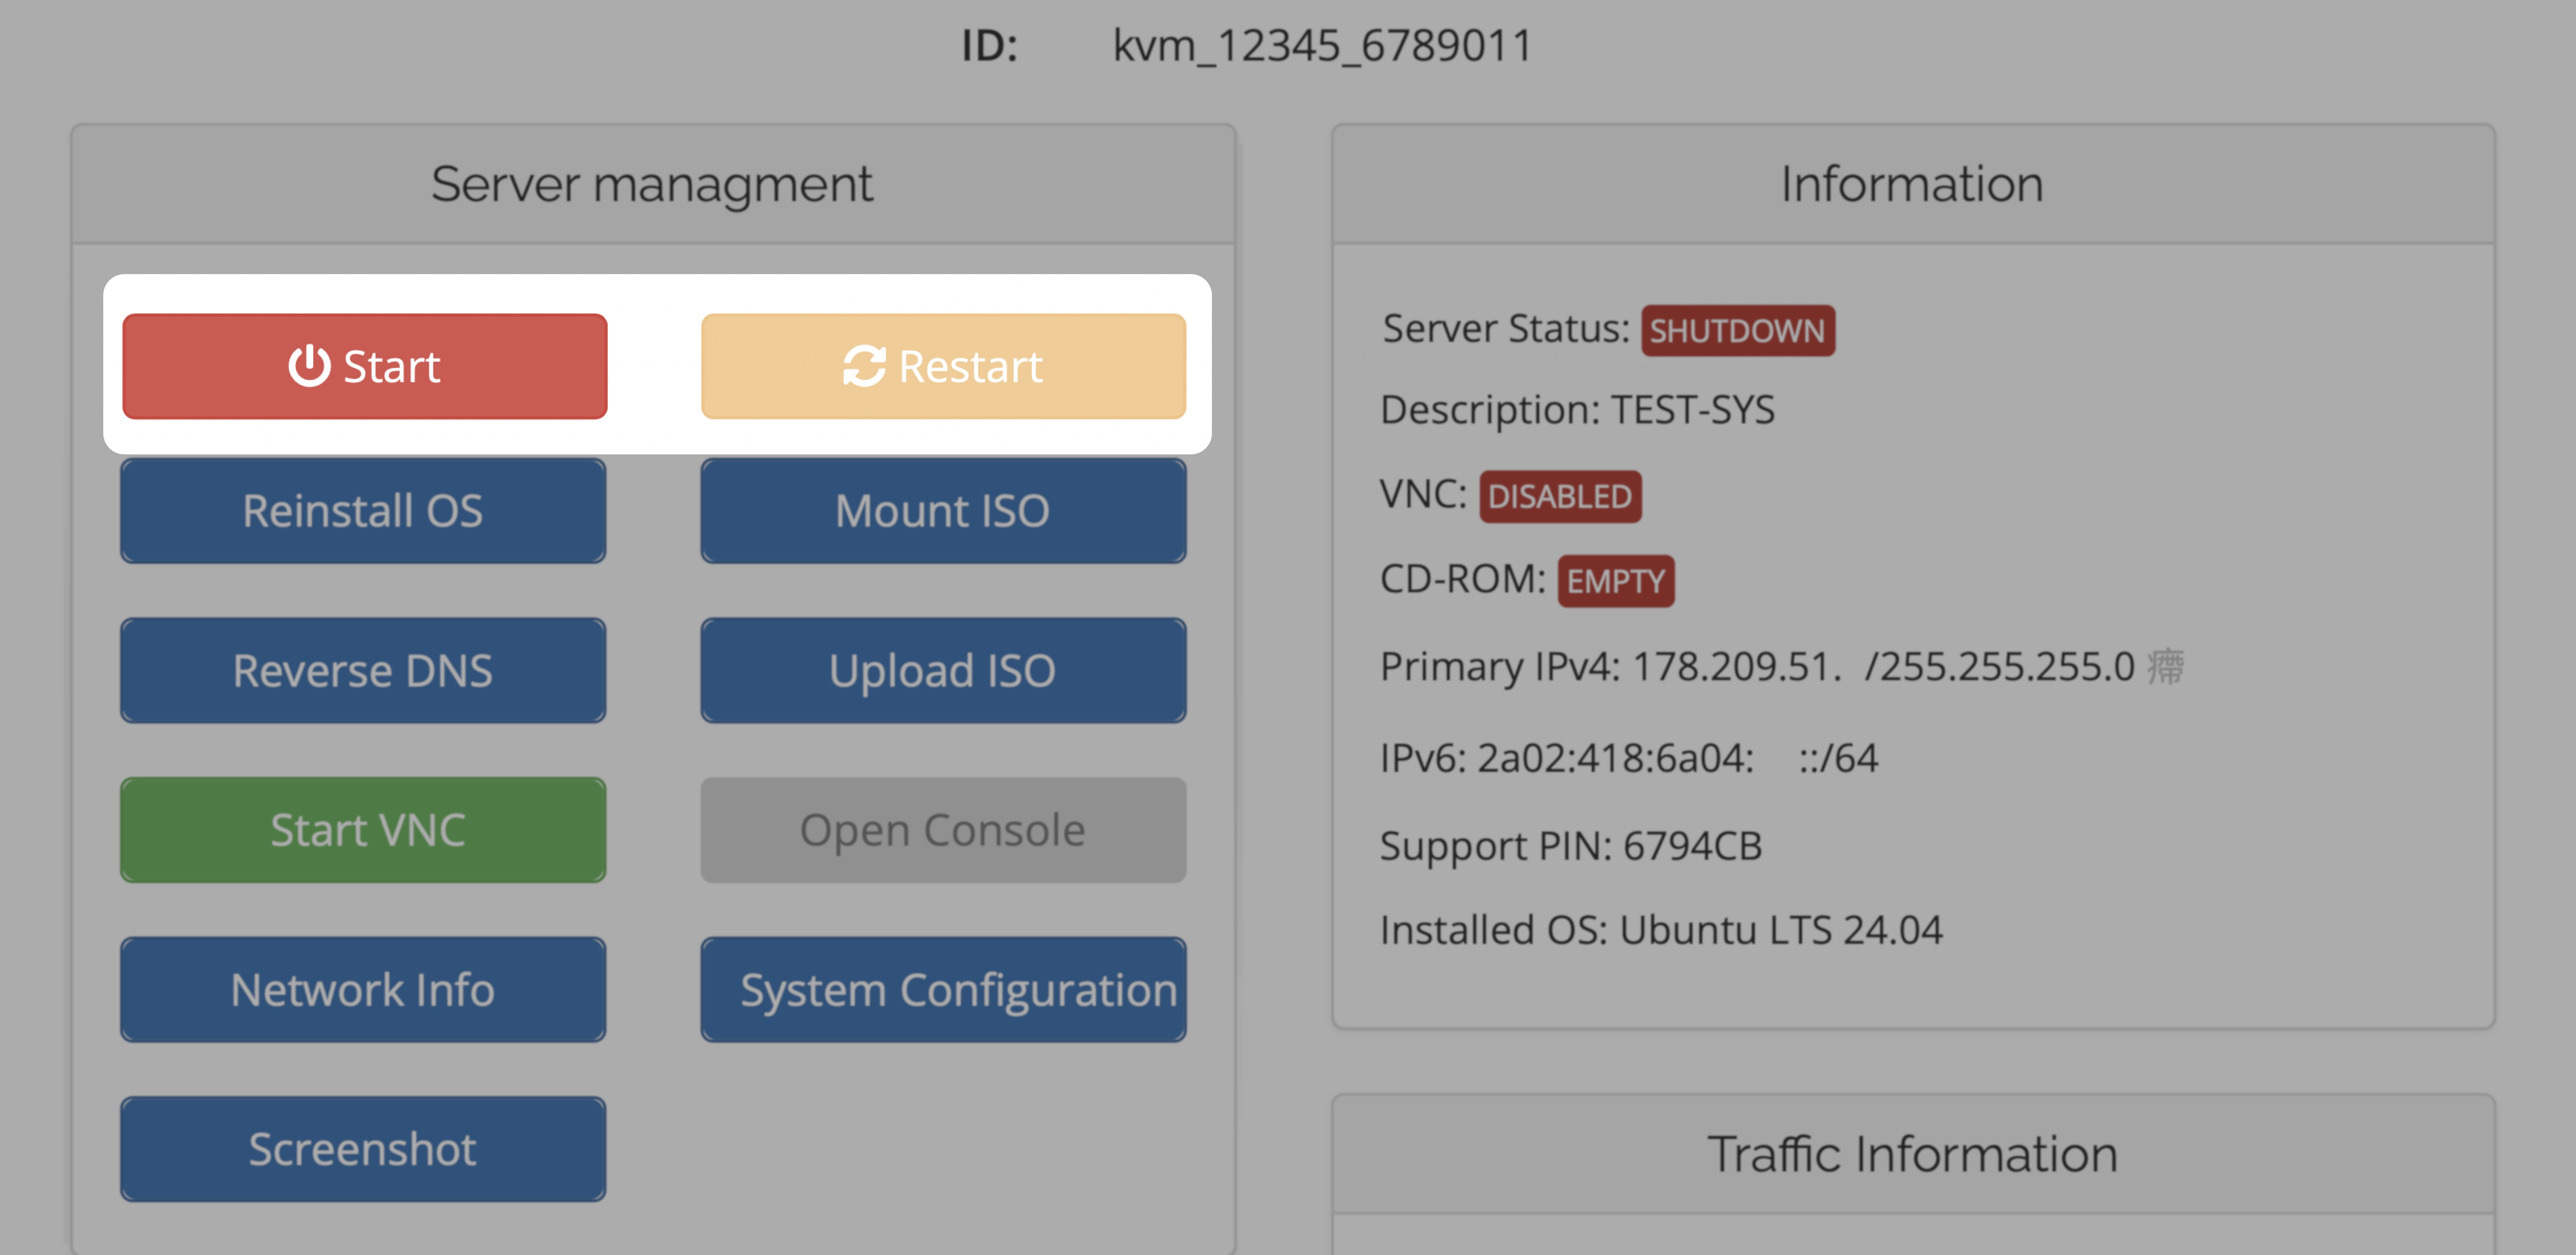 ID: kvm_12345_6789011
Server managment
Start
Restart
Reinstall OS
Mount ISO
Reverse DNS
Upload ISO
Start VNC
Open Console
Network Info
System Configuration
Screenshot
Information
Server Status: SHUTDOWN
Description: TEST-SYS
VNC: DISABLED
CD-ROM: EMPTY
Primary IPv4: 178.209.51. /255.255.255.0
IPv6: 2a02:418:6a04: ::/64
Support PIN: 6794CB
Installed OS: Ubuntu LTS 24.04
Traffic Information